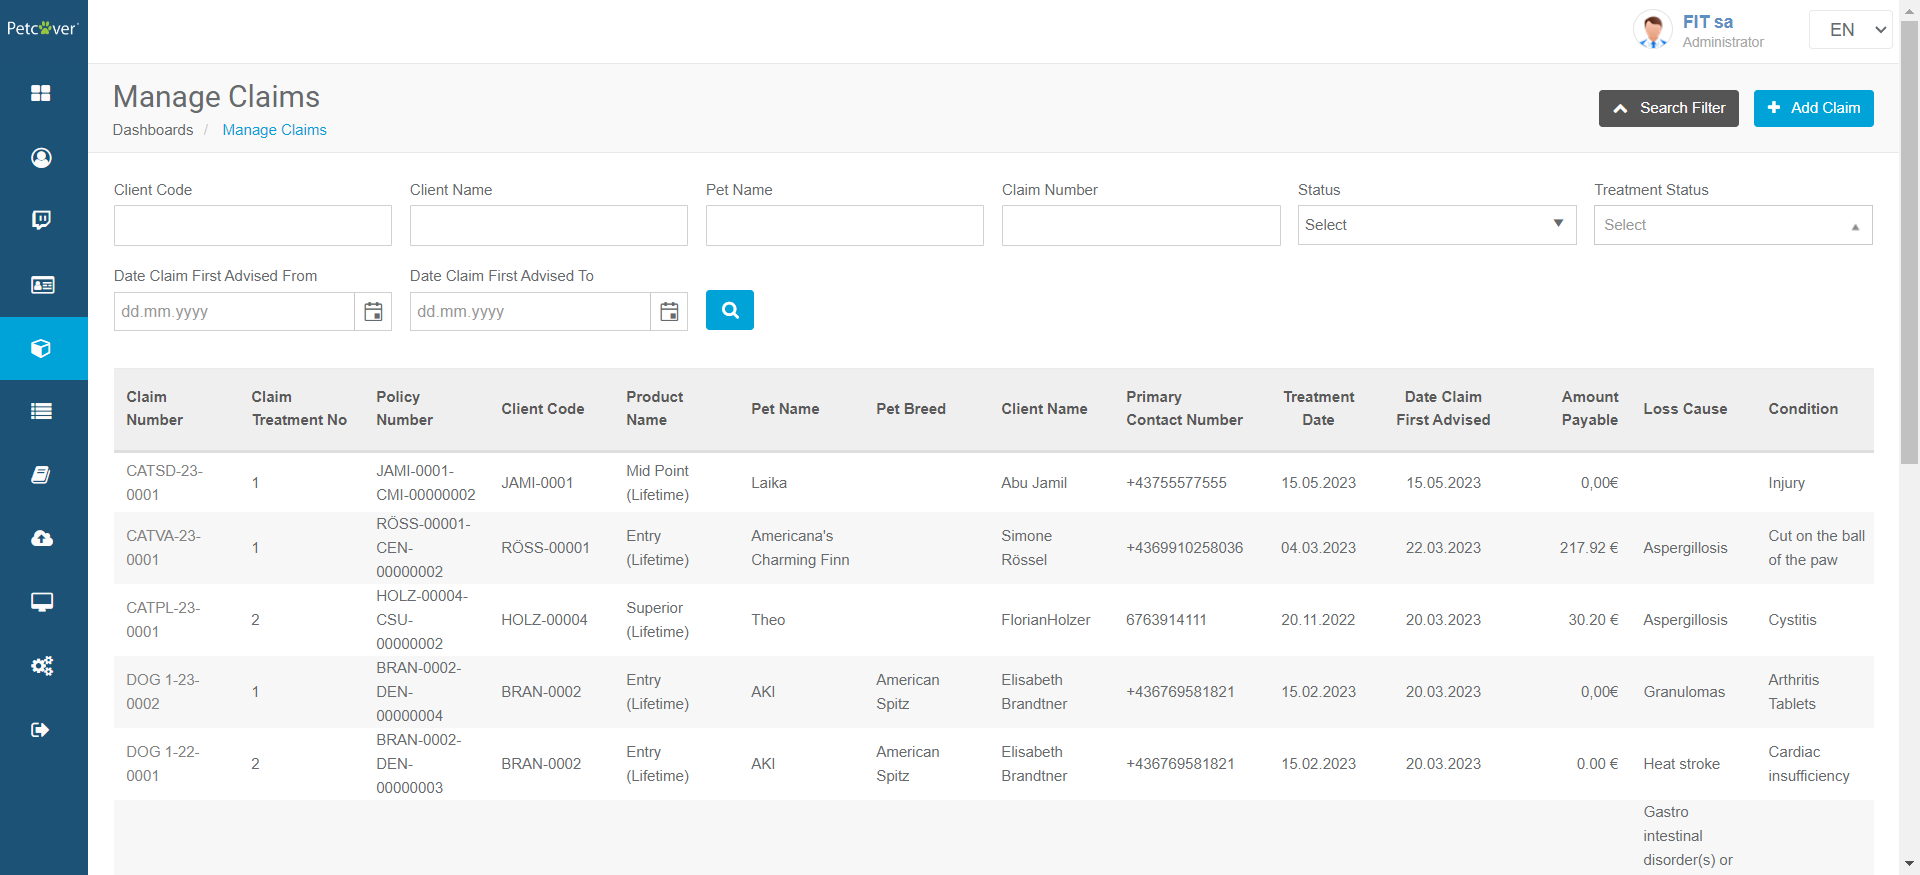 Petcover
FIT sa
Administrator
EN
Manage Claims
Dashboards / Manage Claims
Search Filter
Add Claim
Client Code
Client Name
Pet Name
Claim Number
Status
Treatment Status
Select
Select
Date Claim First Advised From
Date Claim First Advised To
dd.mm.yyyy
dd.mm.yyyy
Claim Number
Claim Treatment No
Policy Number
Client Code
Product Name
Pet Name
Pet Breed
Client Name
Primary Contact Number
Treatment Date
Date Claim First Advised
Amount Payable
Loss Cause
Condition
CATSD-23-0001
1
JAMI-0001-CMI-00000002
JAMI-0001
Mid Point (Lifetime)
Laika
Abu Jamil
+43755577555
15.05.2023
15.05.2023
0,00€
Injury
CATVA-23-0001
1
RÖSS-00001-CEN-00000002
RÖSS-00001
Entry (Lifetime)
Americana's Charming Finn
Simone Rössel
+4369910258036
04.03.2023
22.03.2023
217.92 €
Aspergillosis
Cut on the ball of the paw
CATPL-23-0001
2
HOLZ-00004-CSU-00000002
HOLZ-00004
Superior (Lifetime)
Theo
FlorianHolzer
6763914111
20.11.2022
20.03.2023
30.20 €
Aspergillosis
Cystitis
DOG 1-23-0002
1
BRAN-0002-DEN-00000004
BRAN-0002
Entry (Lifetime)
AKI
American Spitz
Elisabeth Brandtner
+436769581821
15.02.2023
20.03.2023
0,00€
Granulomas
Arthritis Tablets
DOG 1-22-0001
2
BRAN-0002-DEN-00000003
BRAN-0002
Entry (Lifetime)
AKI
American Spitz
Elisabeth Brandtner
+436769581821
15.02.2023
20.03.2023
0.00 €
Heat stroke
Cardiac insufficiency
Gastro intestinal disorder(s) or